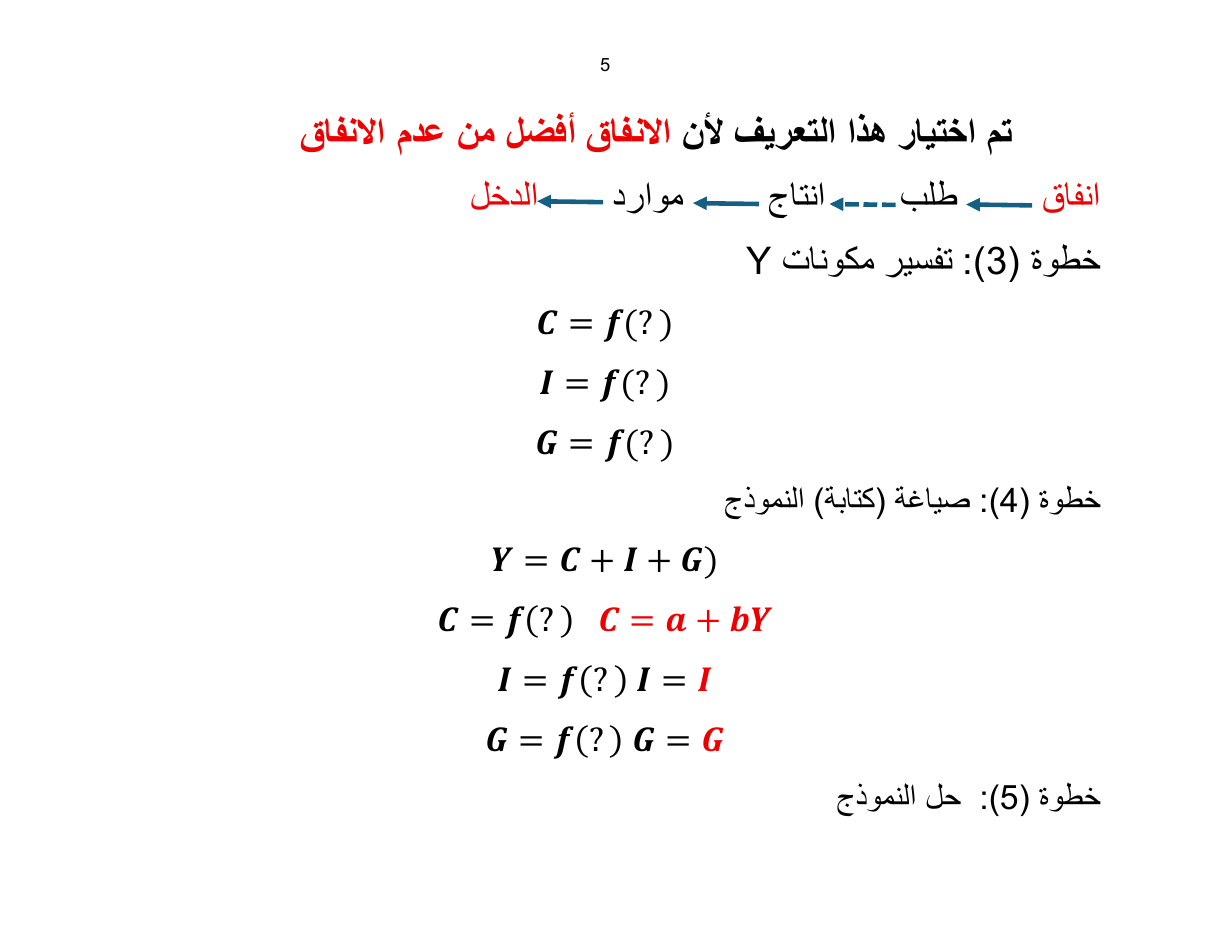 5
تم اختيار هذا التعريف لأن الانفاق أفضل من عدم الانفاق
انفاق طلب انتاج موارد الدخل
خطوة (3): تفسير مكونات Y
C = f(? )
I = f(? )
G = f(? )
خطوة (4): صياغة (كتابة) النموذج
Y = C + I + G)
C = f(? ) C = a + bY
I = f(? ) I = I
G = f(? ) G = G
خطوة (5): حل النموذج